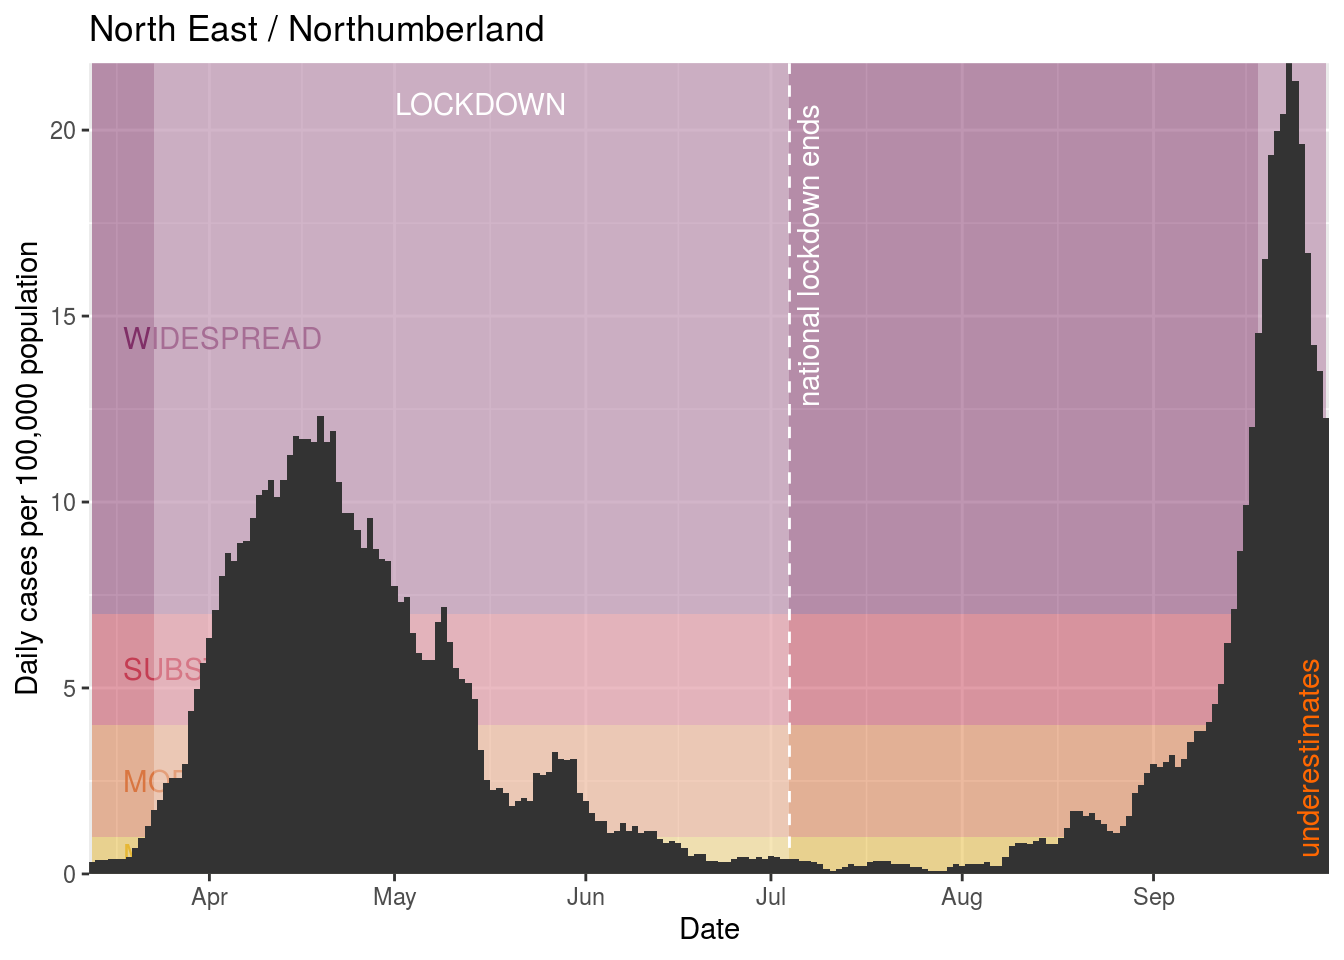 North East / Northumberland
Daily cases per 100,000 population
20
15
10
5
0
LOCKDOWN
national lockdown ends
WIDESPREAD
underestimates
Apr
May
Jun
Jul
Aug
Sep
Date